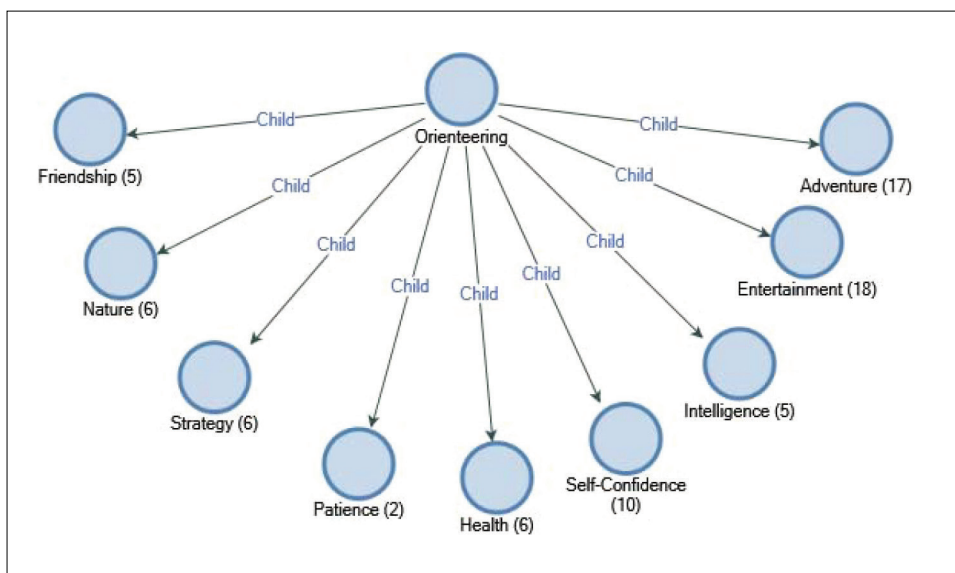 Orienteering
Child
Friendship (5)
Child
Nature (6)
Child
Strategy (6)
Child
Patience (2)
Child
Health (6)
Child
Self-Confidence
(10)
Child
Intelligence (5)
Child
Entertainment (18)
Child
Adventure (17)